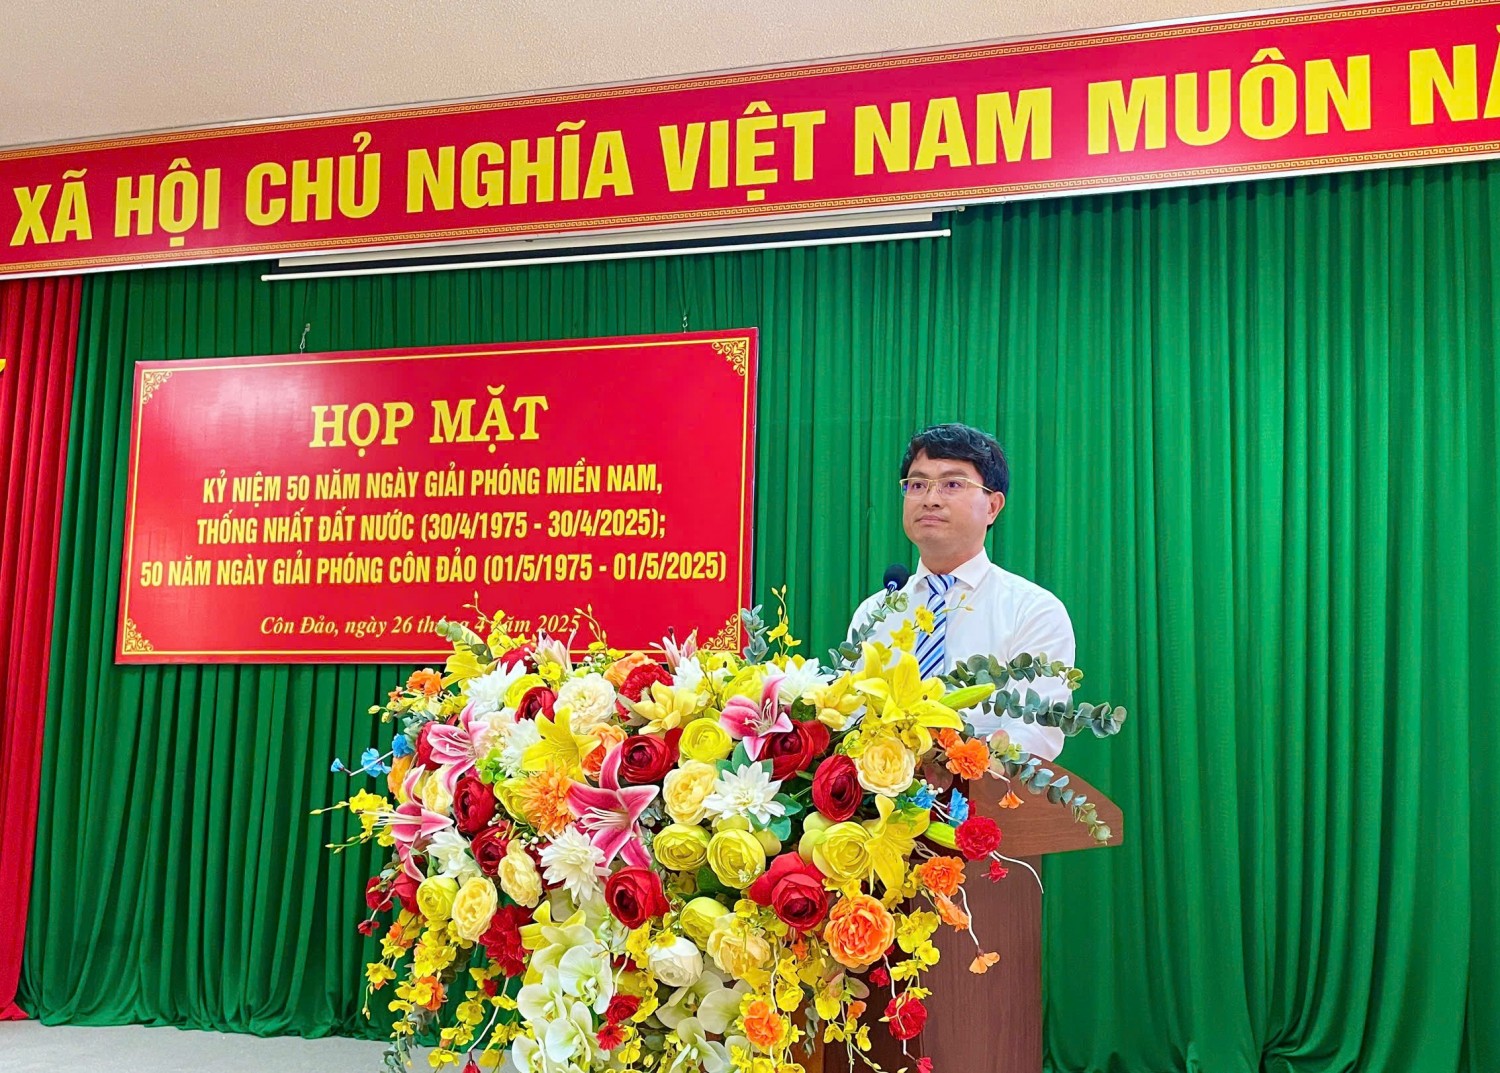 XÃ HỘI CHỦ NGHĨA VIỆT NAM MUÔN
HỌP MẶT
KỶ NIỆM 50 NĂM NGÀY GIẢI PHÓNG MIỀN NAM,
THỐNG NHẤT ĐẤT NƯỚC (30/4/1975 - 30/4/2025);
50 NĂM NGÀY GIẢI PHÓNG CÔN ĐẢO (01/5/1975 - 01/5/2025)
Côn Đảo, ngày 26 tháng 4 năm 2025